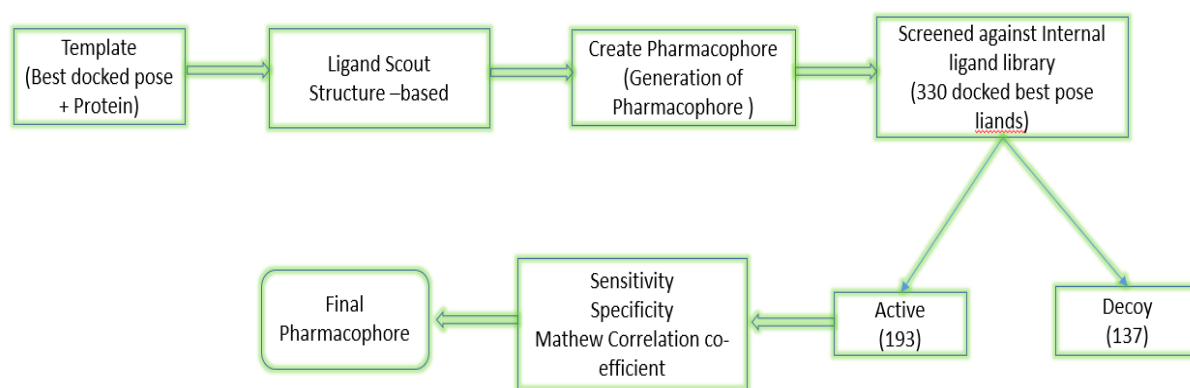 Template
(Best docked pose
+ Protein)
Ligand Scout
Structure –based
Create Pharmacophore
(Generation of
Pharmacophore )
Screened against Internal
ligand library
(330 docked best pose
liands)
Active
(193)
Decoy
(137)
Sensitivity
Specificity
Mathew Correlation co-
efficient
Final
Pharmacophore